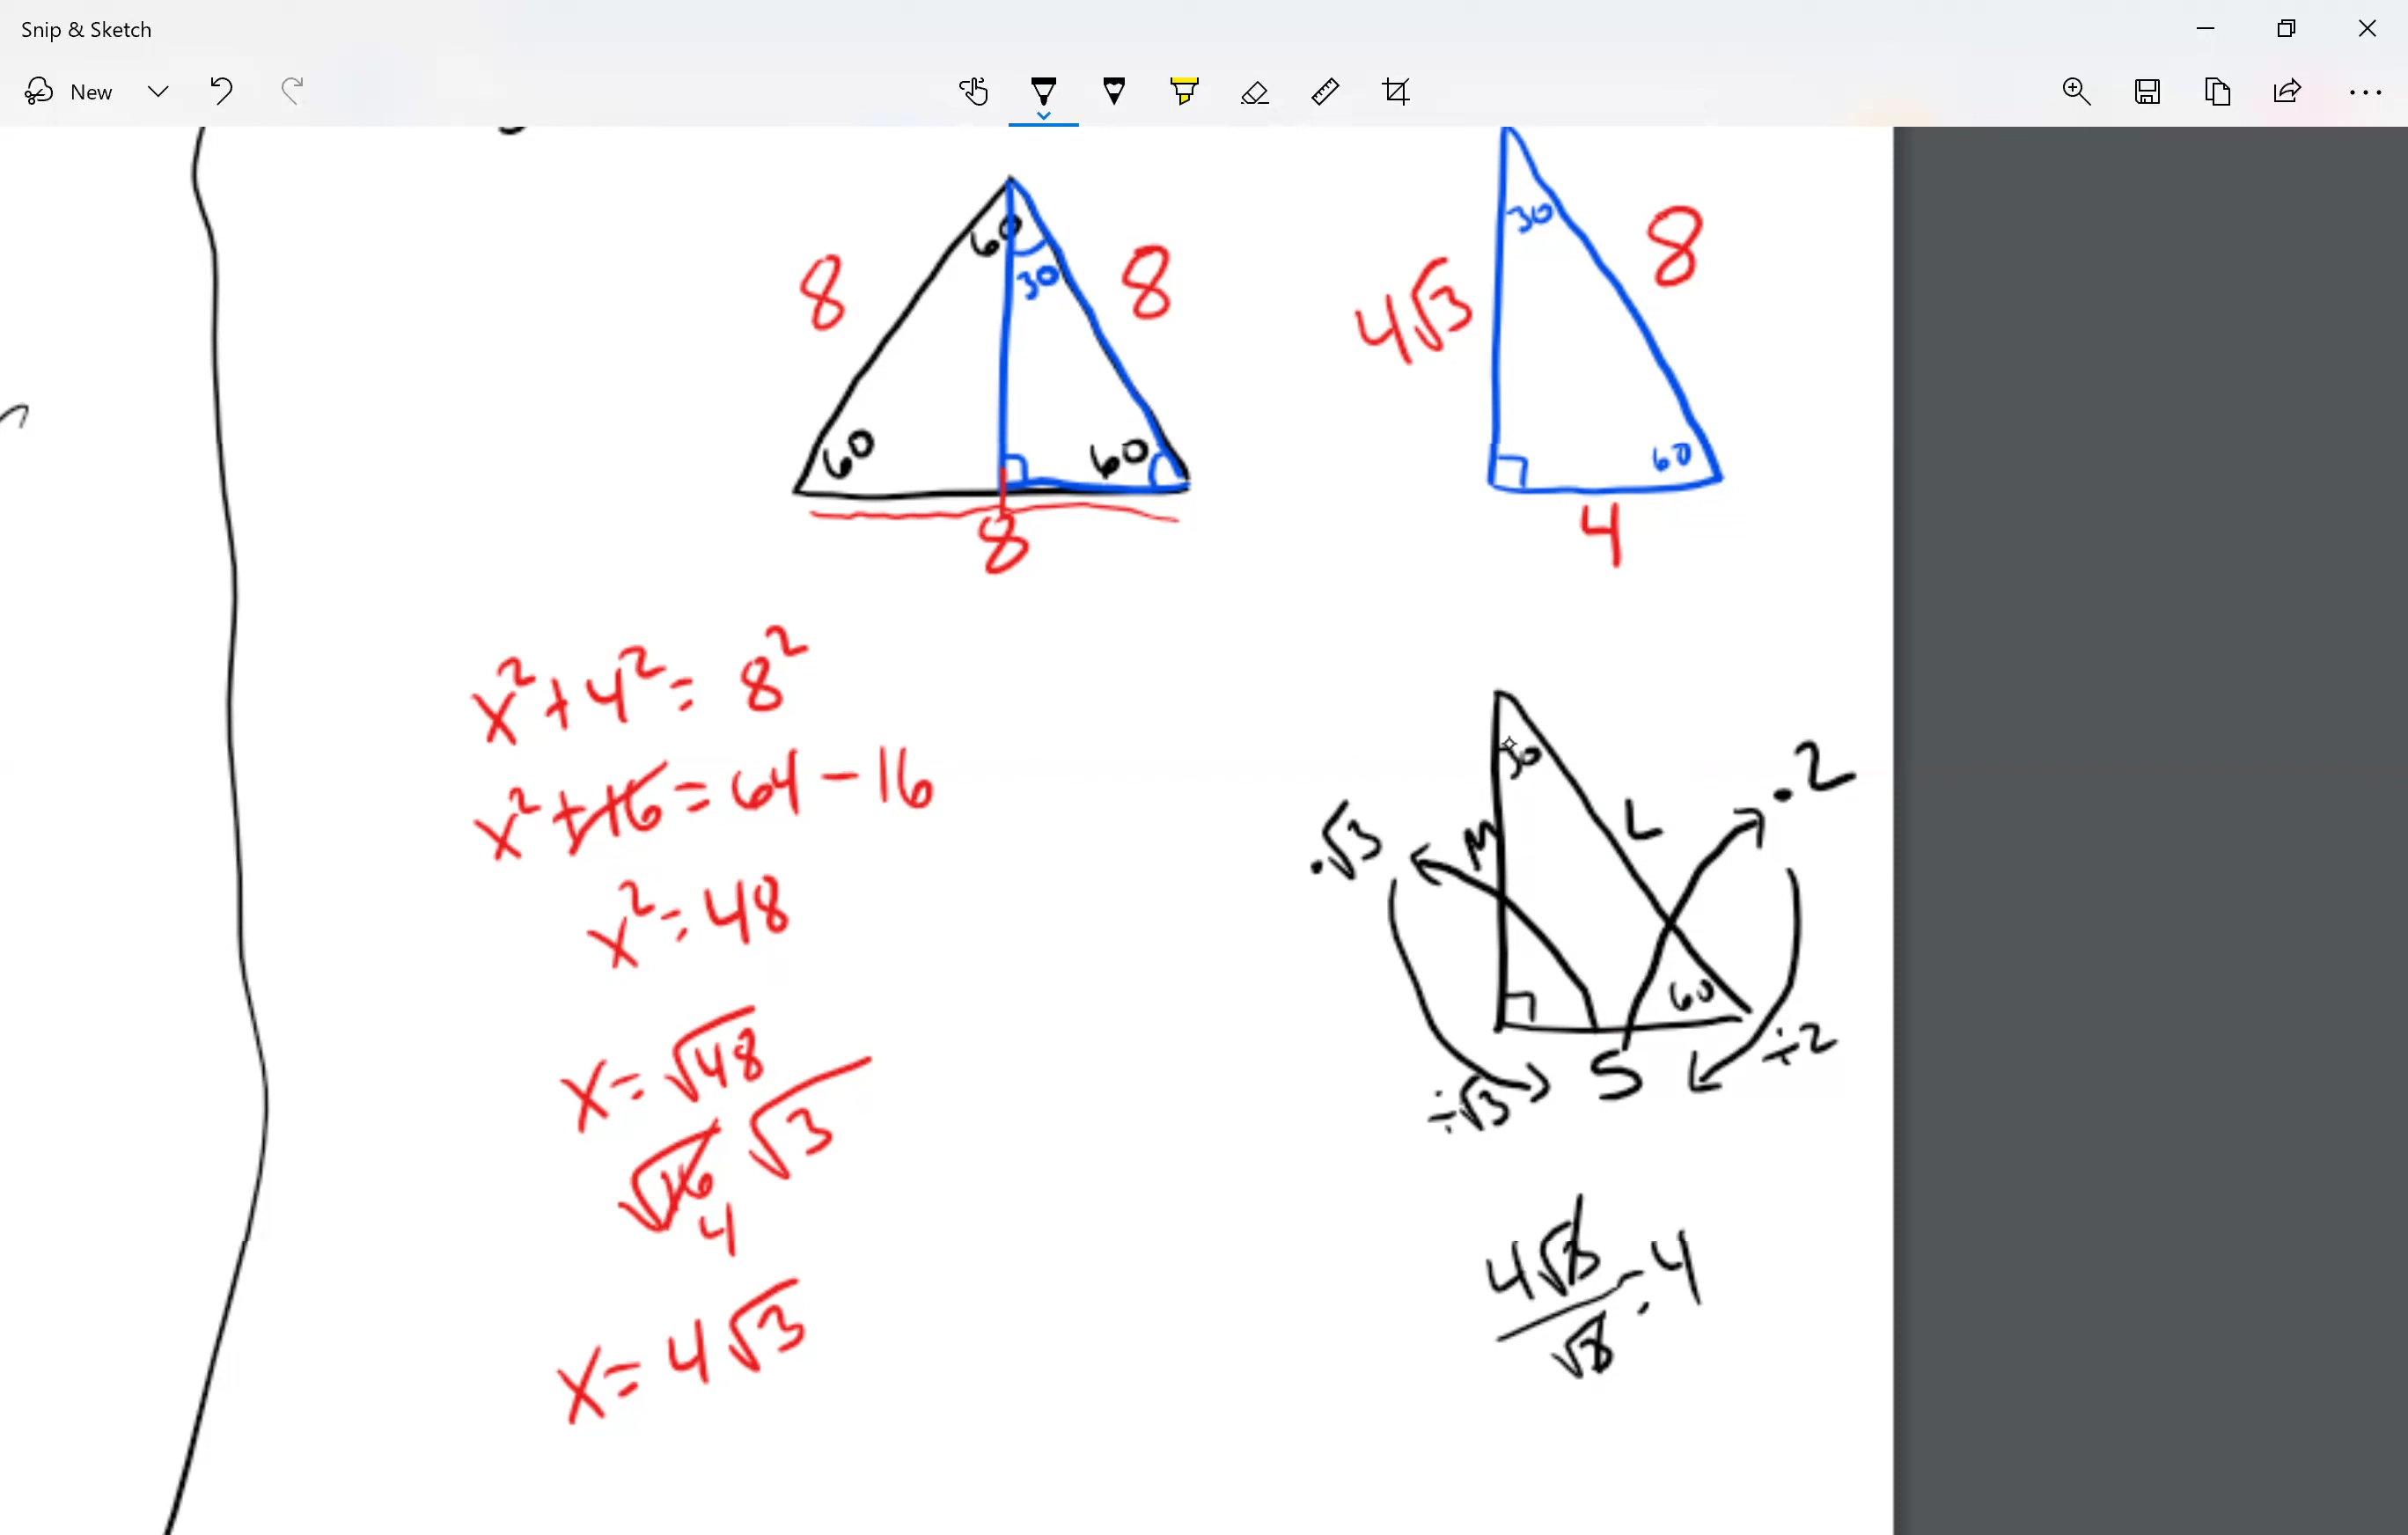 Snip & Sketch
New
60
30
8
8
60
60
8
30
8
4√3
60
4
x² + 4² = 8²
x² + 16 = 64 - 16
x² = 48
x = √48
√16 √3
4
x = 4√3
30
·2
L
M
·√3
60
S
÷2
÷√3
4√3
√3
= 4